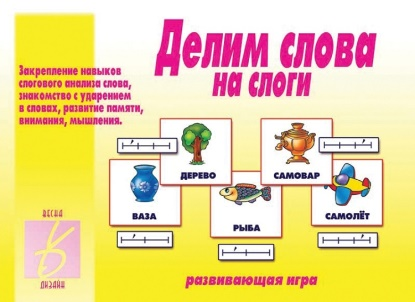 Делим слова
на слоги
Закрепление навыков
слогового анализа слова,
знакомство с ударением
в словах, развитие памяти,
внимания, мышления.
ДЕРЕВО
САМОВАР
ВАЗА
РЫБА
САМОЛЁТ
ВЕСНА
ДИЗАЙН
развивающая игра